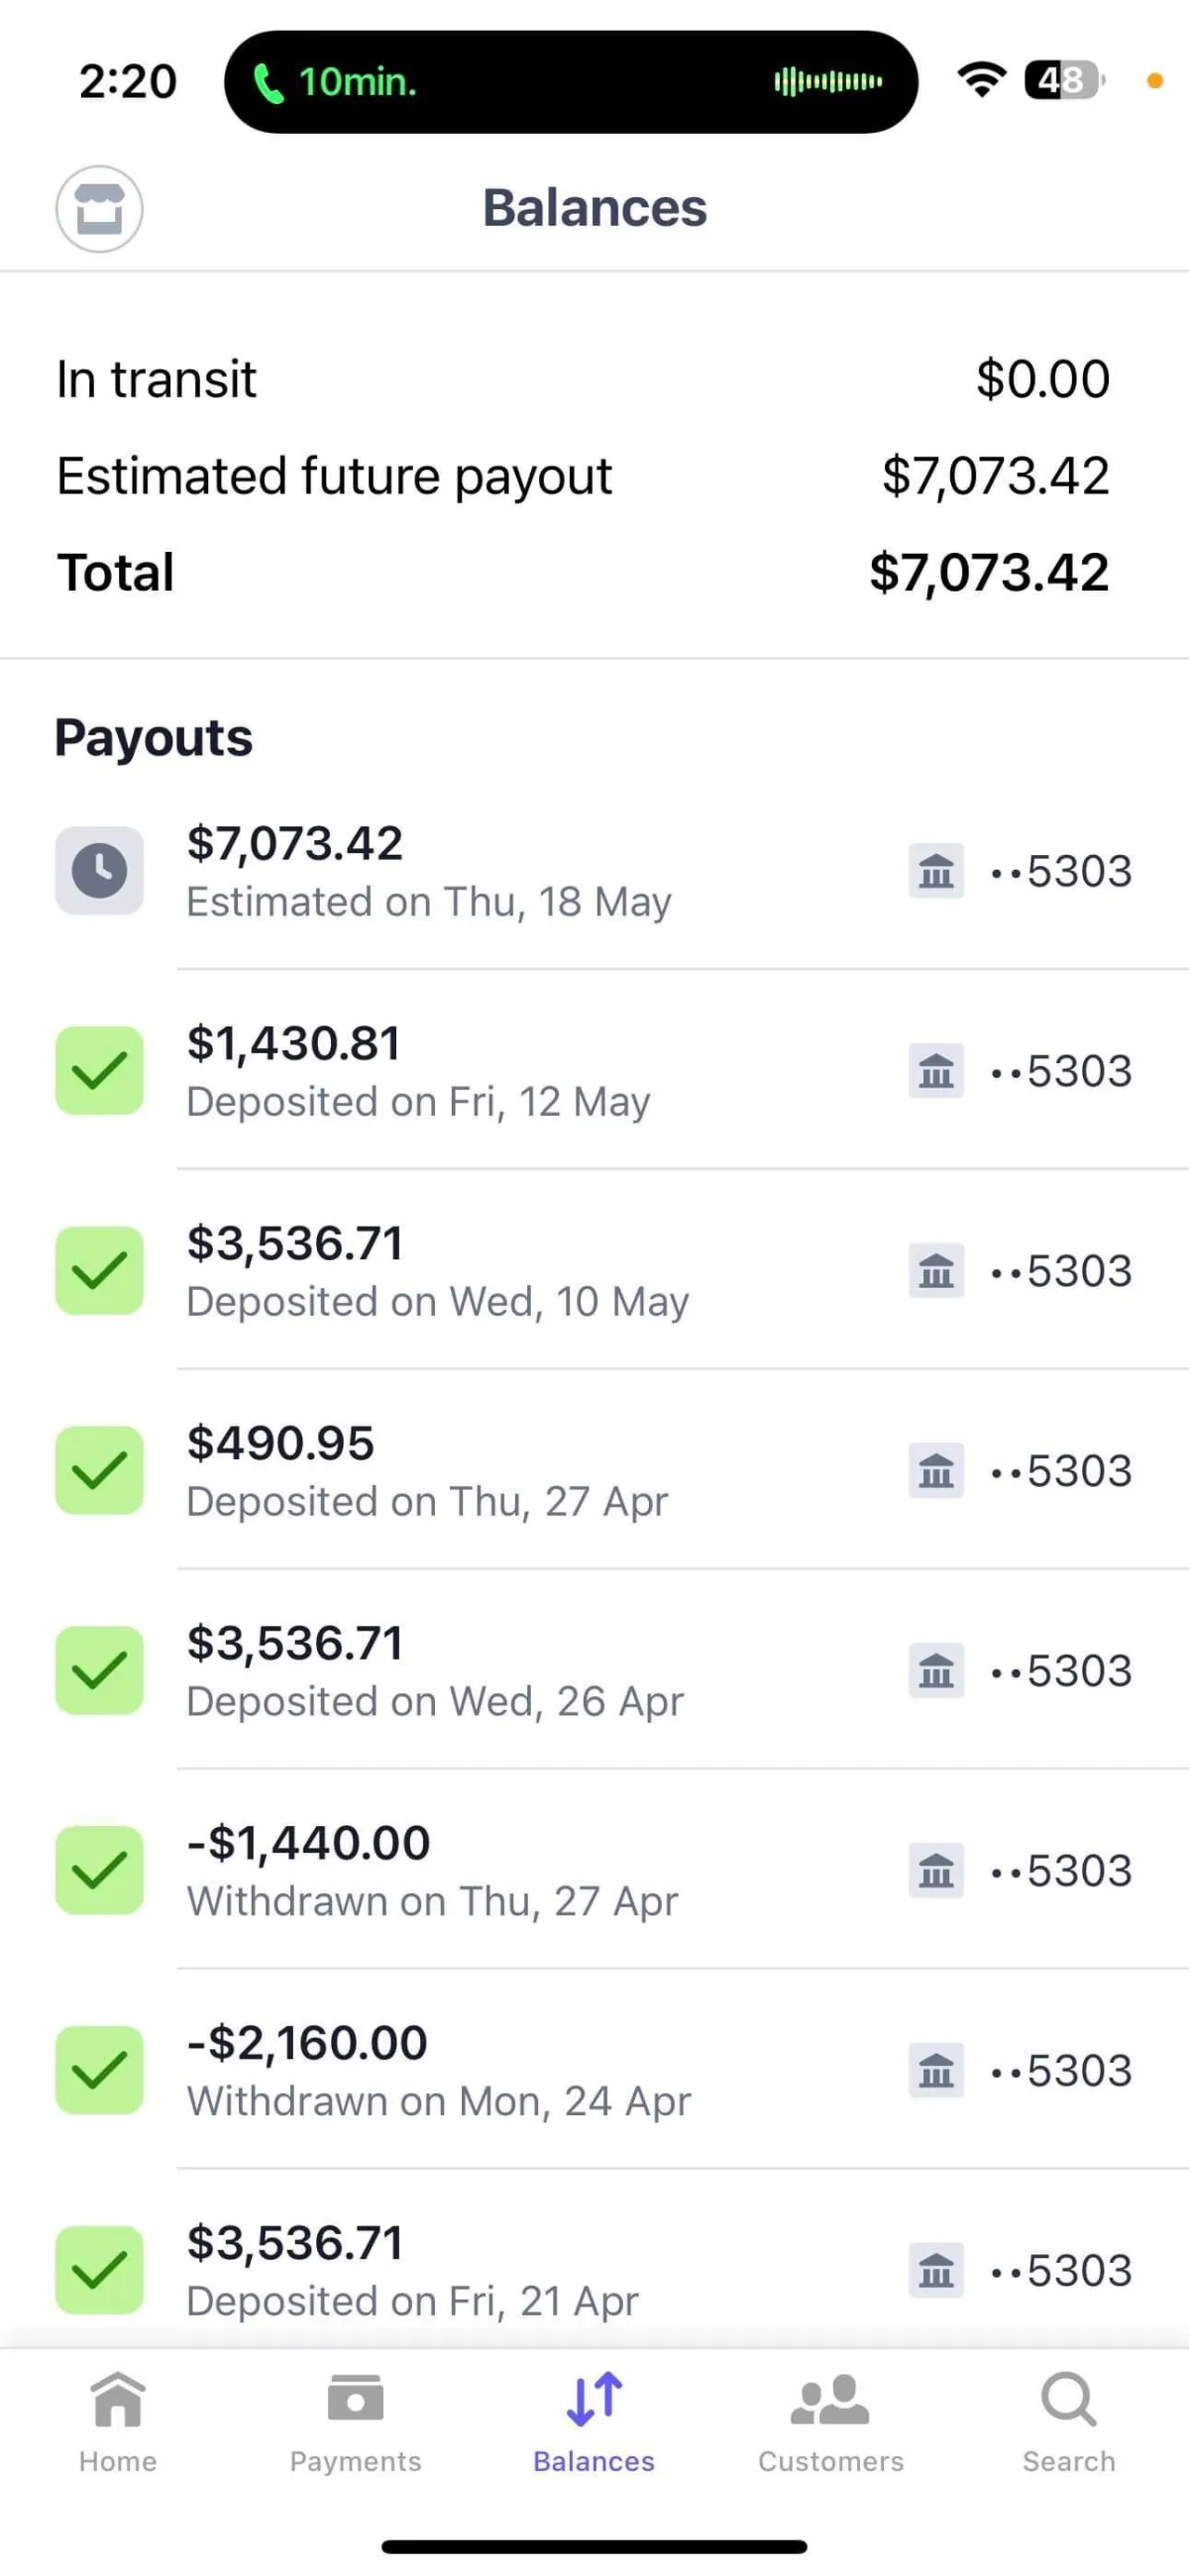 2:20
10min.
48
Balances
In transit $0.00
Estimated future payout $7,073.42
Total $7,073.42
Payouts
$7,073.42
Estimated on Thu, 18 May
··5303
$1,430.81
Deposited on Fri, 12 May
··5303
$3,536.71
Deposited on Wed, 10 May
··5303
$490.95
Deposited on Thu, 27 Apr
··5303
$3,536.71
Deposited on Wed, 26 Apr
··5303
-$1,440.00
Withdrawn on Thu, 27 Apr
··5303
-$2,160.00
Withdrawn on Mon, 24 Apr
··5303
$3,536.71
Deposited on Fri, 21 Apr
··5303
Home Payments Balances Customers Search